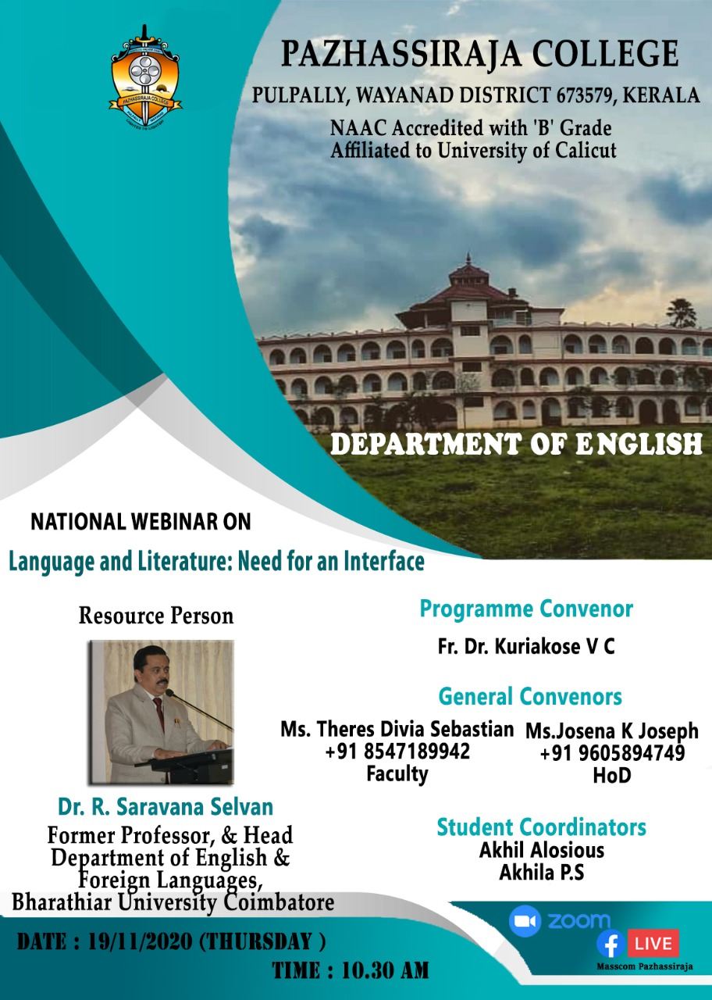 PAZHASSIRAJA COLLEGE
PULPALLY, WAYANAD DISTRICT 673579, KERALA
NAAC Accredited with 'B' Grade
Affiliated to University of Calicut
PAZHASSIRAJA COLLEGE
DEPARTMENT OF ENGLISH
NATIONAL WEBINAR ON
Language and Literature: Need for an Interface
Resource Person
Dr. R. Saravana Selvan
Former Professor, & Head
Department of English &
Foreign Languages,
Bharathiar University Coimbatore
Programme Convenor
Fr. Dr. Kuriakose V C
General Convenors
Ms. Theres Divia Sebastian
+91 8547189942
Faculty
Ms.Josena K Joseph
+91 9605894749
HoD
Student Coordinators
Akhil Alosious
Akhila P.S
DATE : 19/11/2020 (THURSDAY )
TIME : 10.30 AM
zoom
f LIVE
Masscom Pazhassiraja